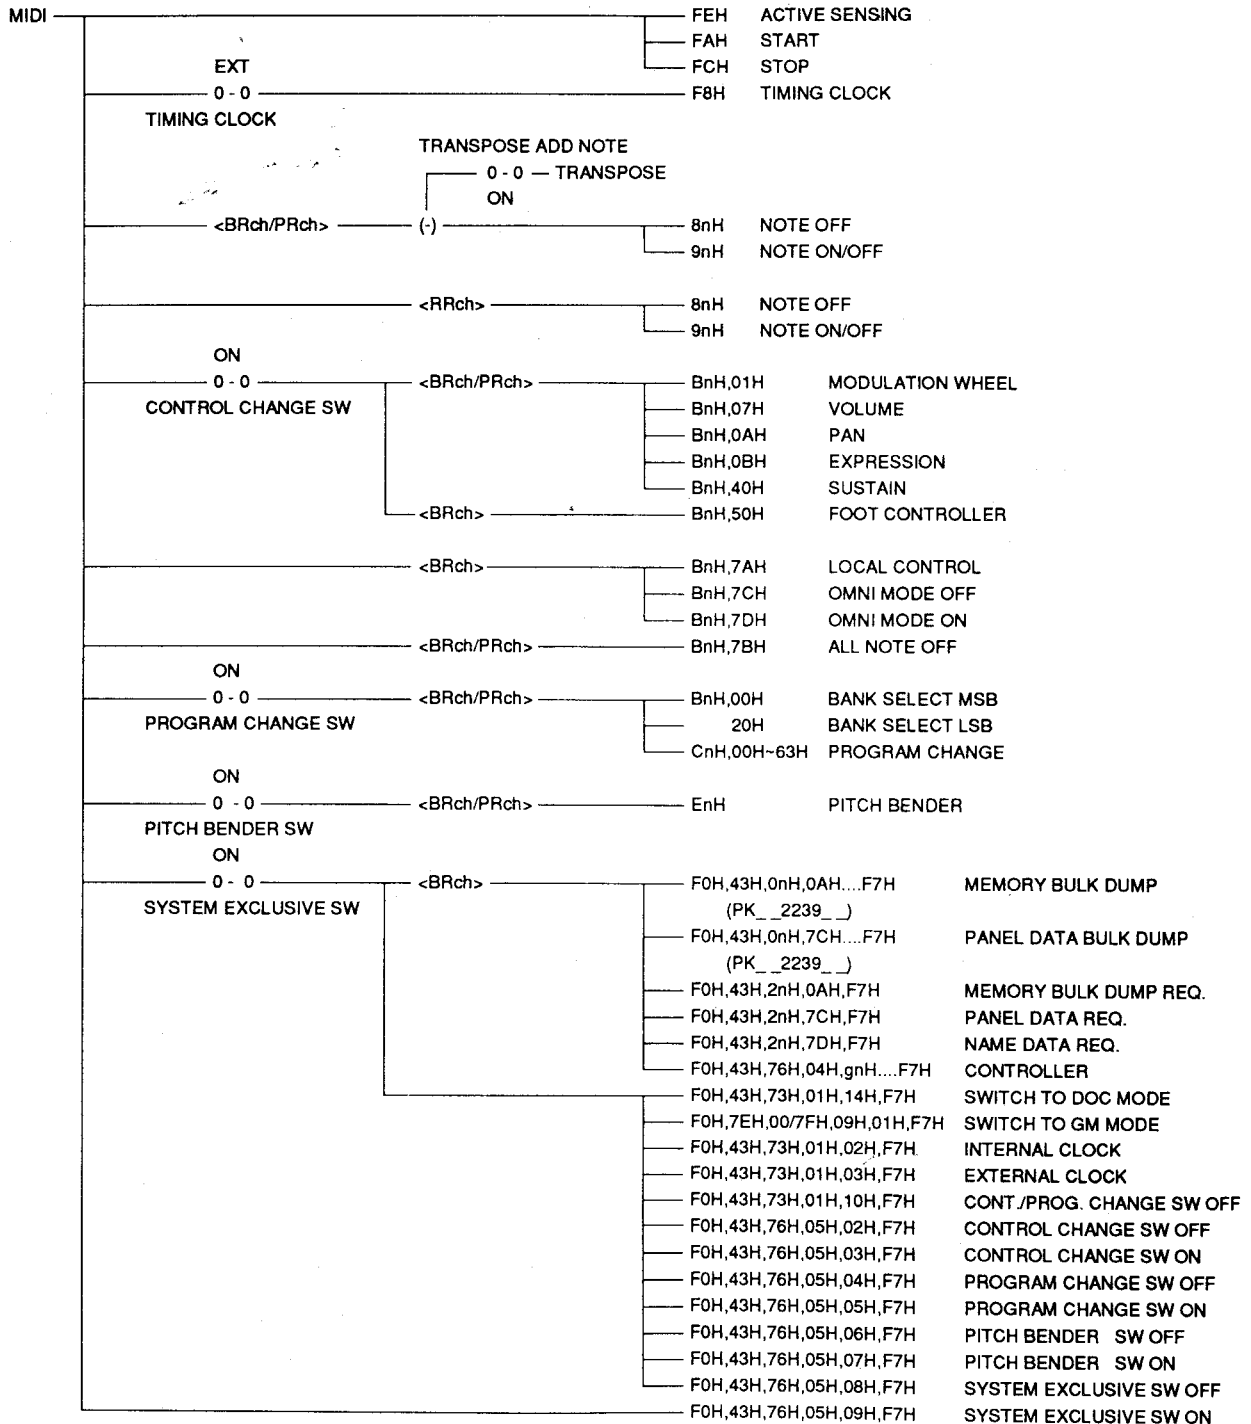 MIDI FEH ACTIVE SENSING
FAH START
EXT FCH STOP
0 - 0 F8H TIMING CLOCK
TIMING CLOCK
TRANSPOSE ADD NOTE
0 - 0 — TRANSPOSE
ON
<BRch/PRch> (-) 8nH NOTE OFF
9nH NOTE ON/OFF
<RRch> 8nH NOTE OFF
9nH NOTE ON/OFF
ON
0 - 0 <BRch/PRch> BnH,01H MODULATION WHEEL
CONTROL CHANGE SW BnH,07H VOLUME
BnH,0AH PAN
BnH,0BH EXPRESSION
BnH,40H SUSTAIN
<BRch> BnH,50H FOOT CONTROLLER
<BRch> BnH,7AH LOCAL CONTROL
BnH,7CH OMNI MODE OFF
BnH,7DH OMNI MODE ON
<BRch/PRch> BnH,7BH ALL NOTE OFF
ON
0 - 0 <BRch/PRch> BnH,00H BANK SELECT MSB
PROGRAM CHANGE SW 20H BANK SELECT LSB
CnH,00H~63H PROGRAM CHANGE
ON
0 - 0 <BRch/PRch> EnH PITCH BENDER
PITCH BENDER SW
ON
0 - 0 <BRch> F0H,43H,0nH,0AH....F7H MEMORY BULK DUMP
SYSTEM EXCLUSIVE SW (PK_ _2239_ _)
F0H,43H,0nH,7CH....F7H PANEL DATA BULK DUMP
(PK_ _2239_ _)
F0H,43H,2nH,0AH,F7H MEMORY BULK DUMP REQ.
F0H,43H,2nH,7CH,F7H PANEL DATA REQ.
F0H,43H,2nH,7DH,F7H NAME DATA REQ.
F0H,43H,76H,04H,gnH....F7H CONTROLLER
F0H,43H,73H,01H,14H,F7H SWITCH TO DOC MODE
F0H,7EH,00/7FH,09H,01H,F7H SWITCH TO GM MODE
F0H,43H,73H,01H,02H,F7H INTERNAL CLOCK
F0H,43H,73H,01H,03H,F7H EXTERNAL CLOCK
F0H,43H,73H,01H,10H,F7H CONT./PROG. CHANGE SW OFF
F0H,43H,76H,05H,02H,F7H CONTROL CHANGE SW OFF
F0H,43H,76H,05H,03H,F7H CONTROL CHANGE SW ON
F0H,43H,76H,05H,04H,F7H PROGRAM CHANGE SW OFF
F0H,43H,76H,05H,05H,F7H PROGRAM CHANGE SW ON
F0H,43H,76H,05H,06H,F7H PITCH BENDER SW OFF
F0H,43H,76H,05H,07H,F7H PITCH BENDER SW ON
F0H,43H,76H,05H,08H,F7H SYSTEM EXCLUSIVE SW OFF
F0H,43H,76H,05H,09H,F7H SYSTEM EXCLUSIVE SW ON